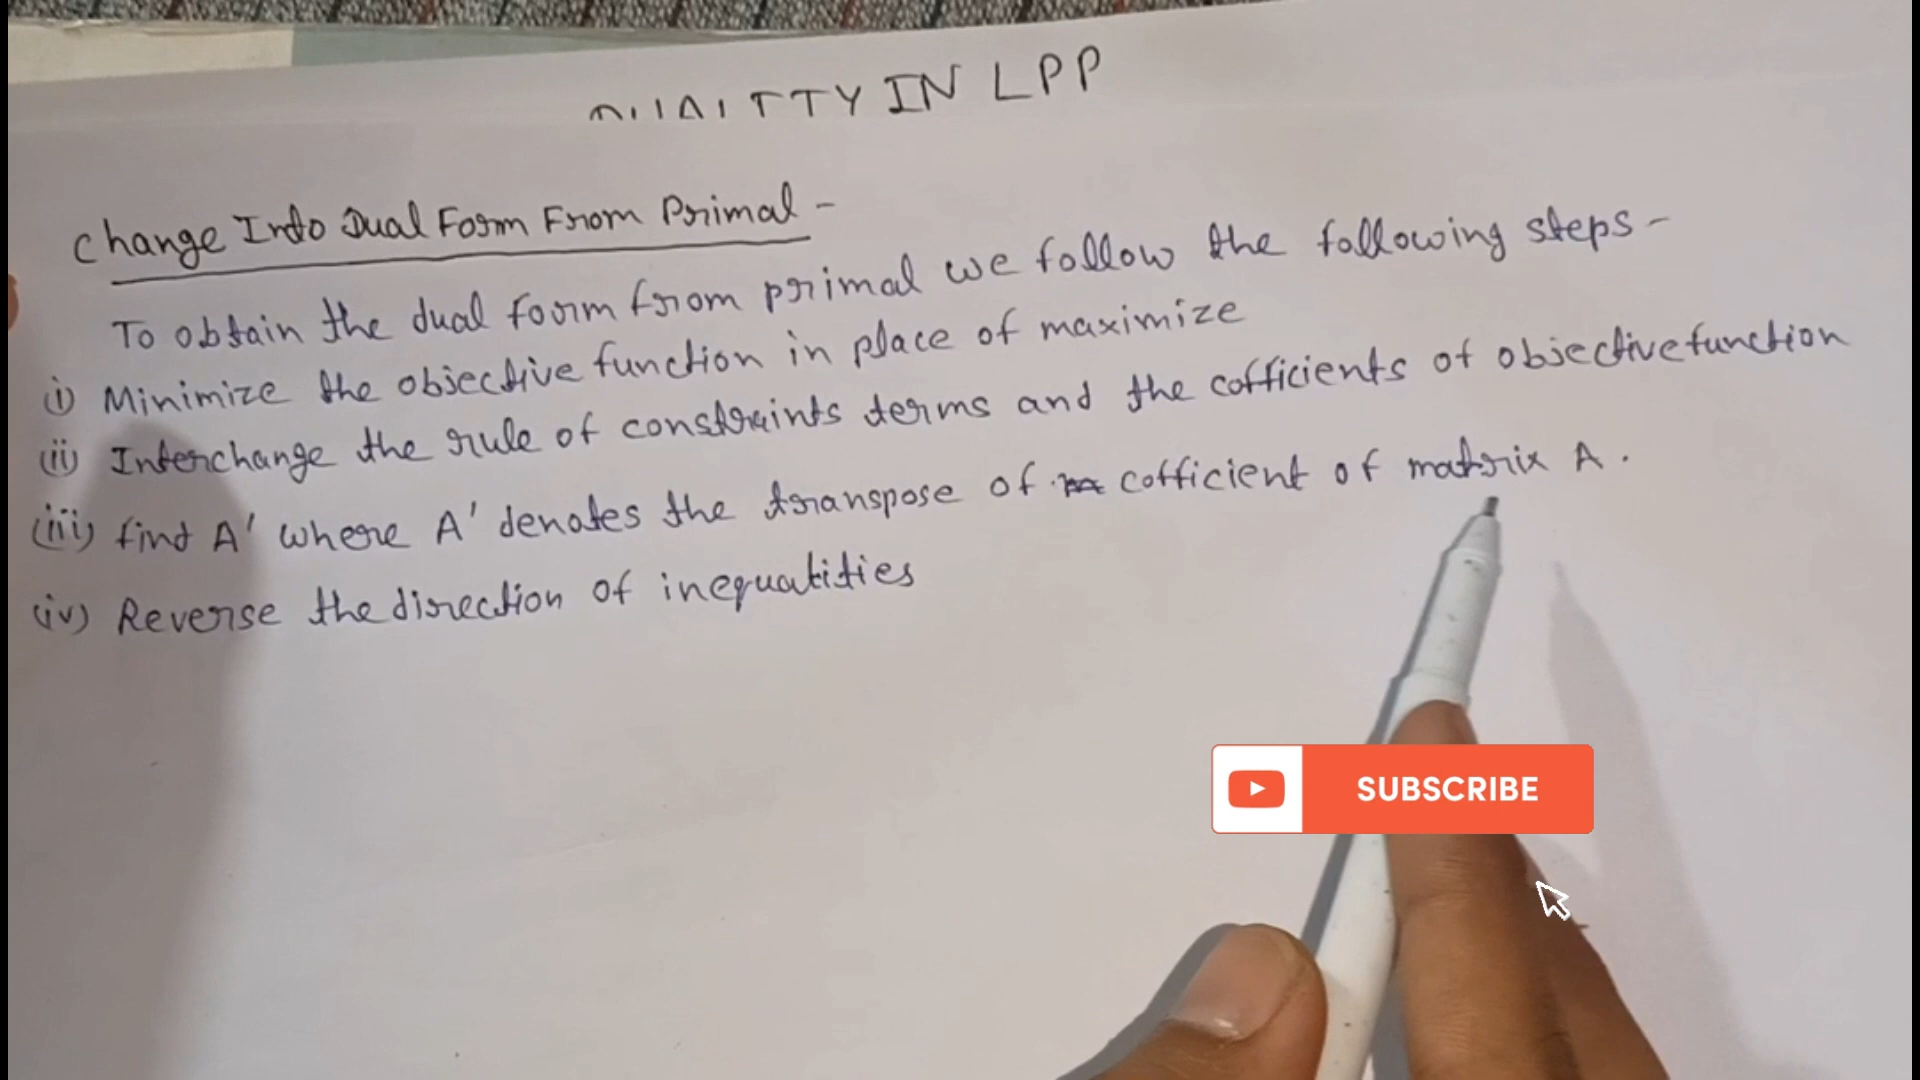 DUALITY IN LPP
Change Into Dual Form From Primal -
To obtain the dual form from primal we follow the following steps -
(i) Minimize the objective function in place of maximize
(ii) Interchange the rule of constraints terms and the cofficients of objective function
(iii) find A' where A' denotes the transpose of cofficient of matrix A.
(iv) Reverse the direction of inequatities
SUBSCRIBE